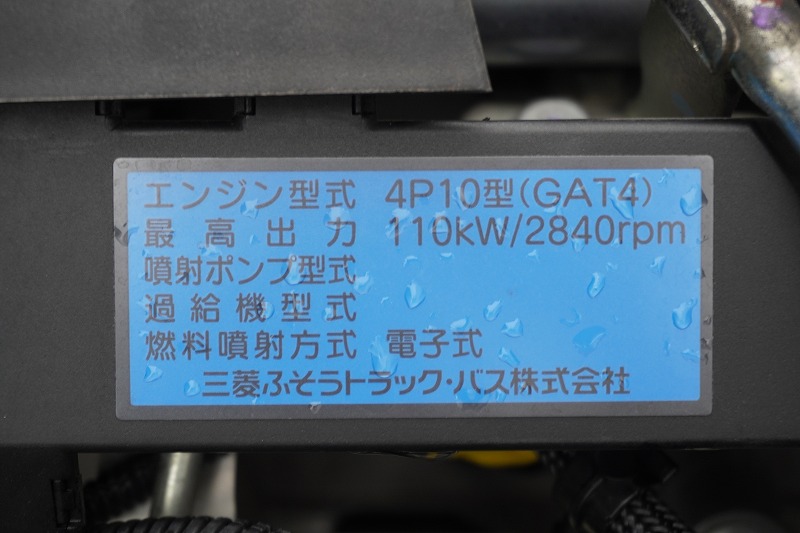 エンジン型式 4P10型(GAT4)
最高出力 110kW/2840rpm
噴射ポンプ型式
過給機型式
燃料噴射方式 電子式
三菱ふそうトラック・バス株式会社